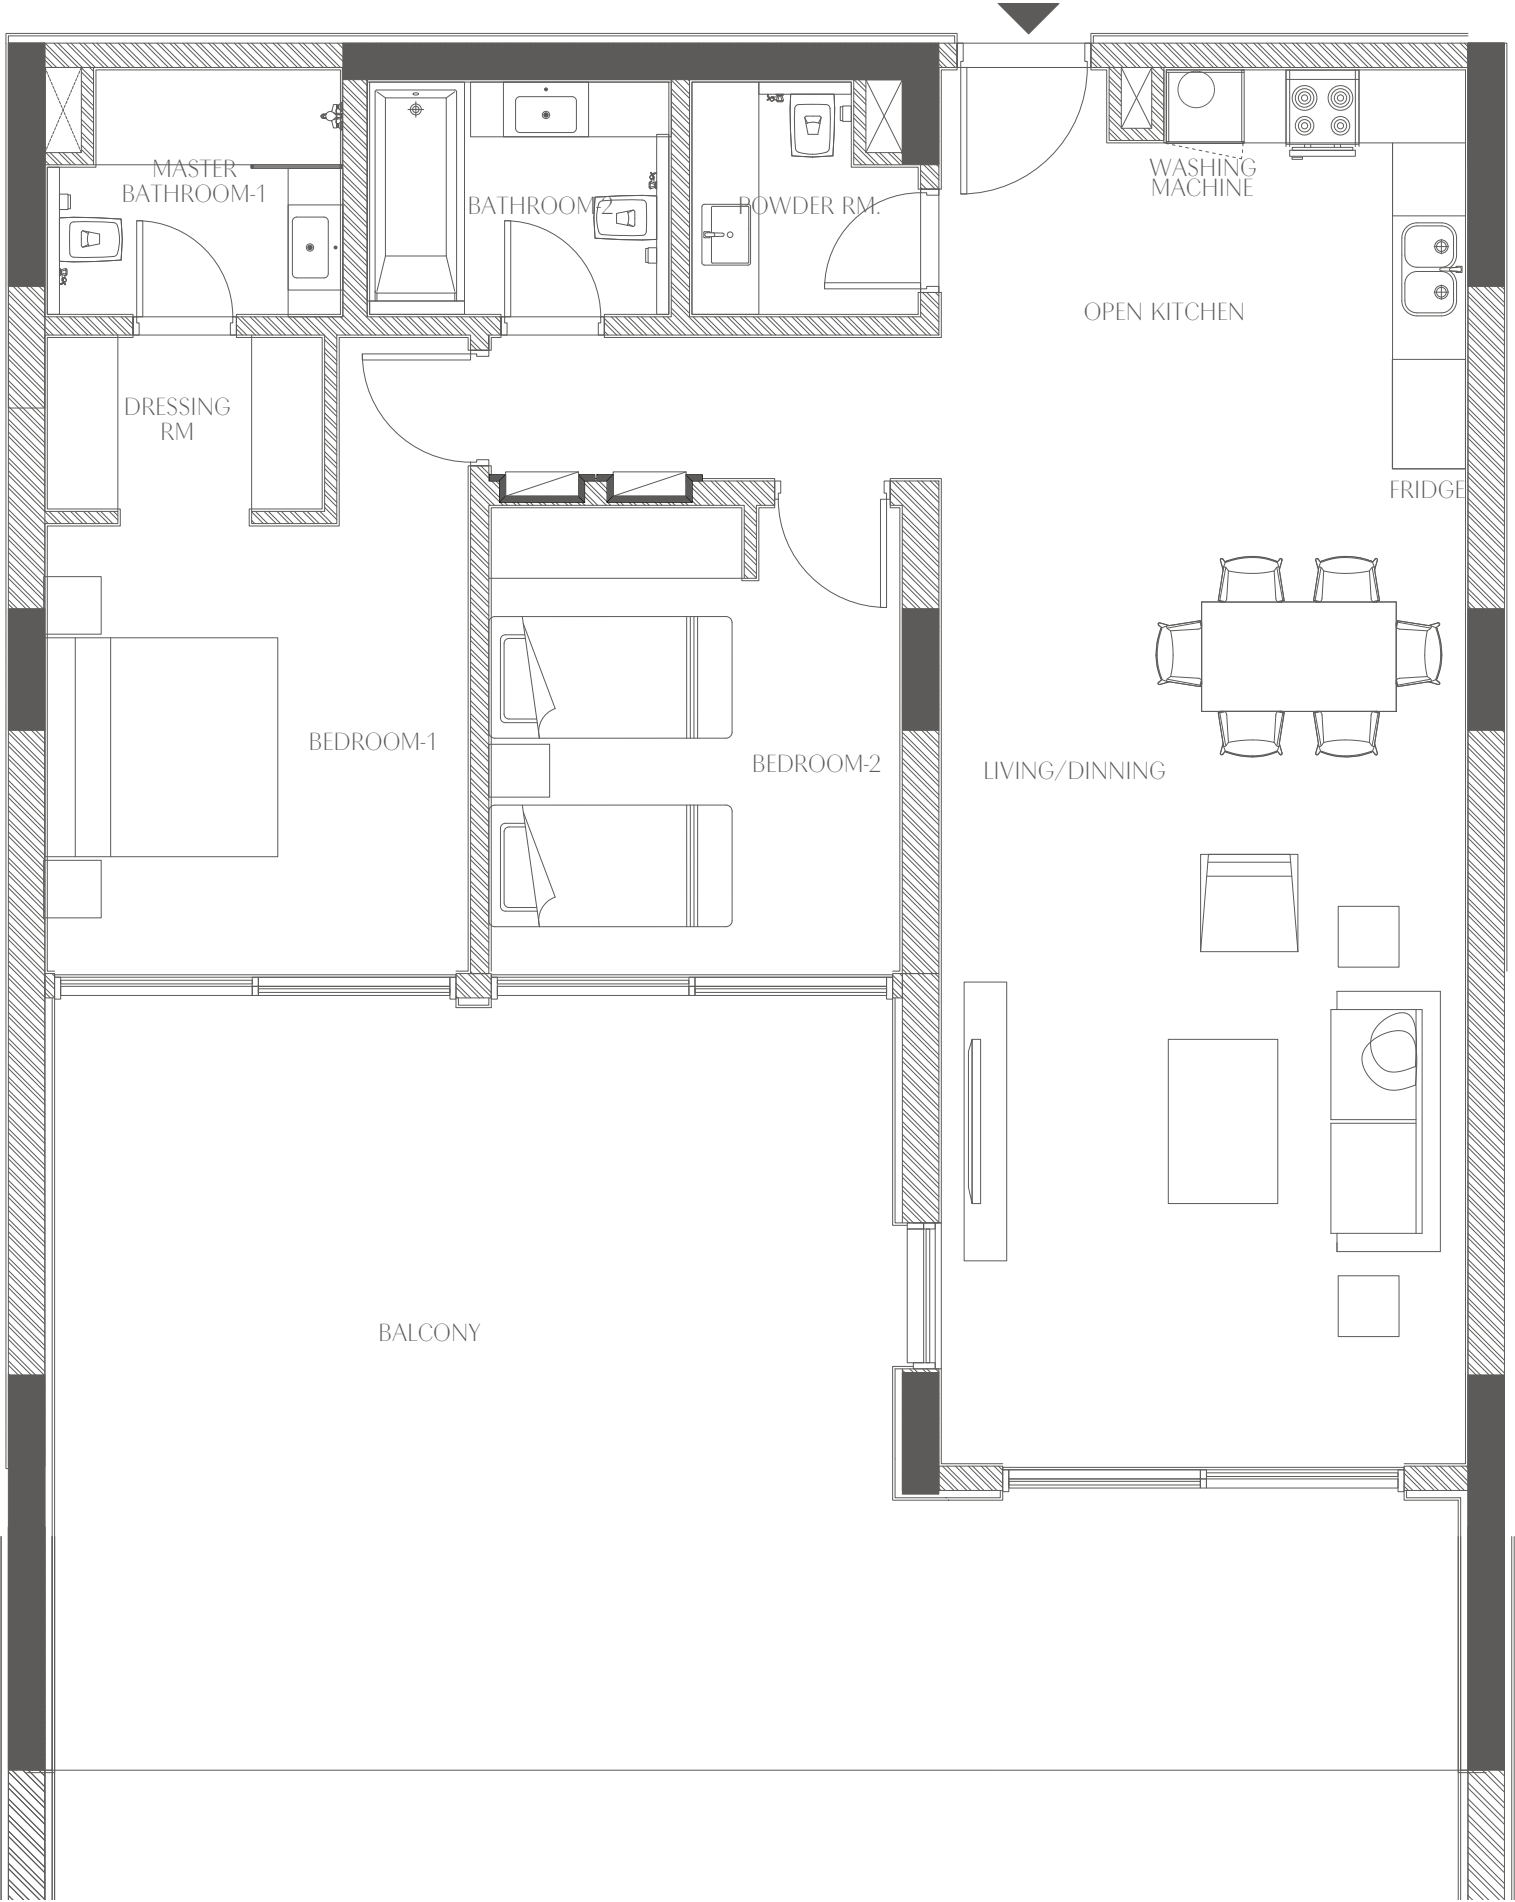 MASTER
BATHROOM-1
BATHROOM-2
POWDER RM.
WASHING
MACHINE
OPEN KITCHEN
DRESSING
RM
FRIDGE
BEDROOM-1
BEDROOM-2
LIVING/DINNING
BALCONY